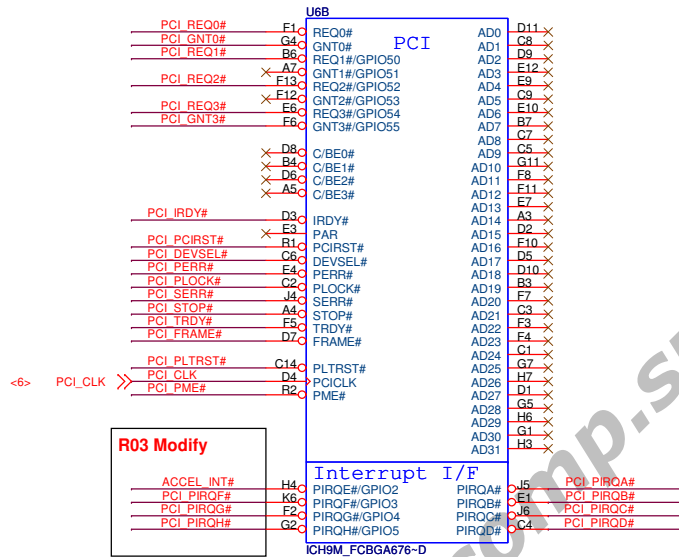 U6B
PCI
PCI_REQ0# F1 REQ0# AD0 D11
PCI_GNT0# G4 GNT0# AD1 C8
PCI_REQ1# B6 REQ1#/GPIO50 AD2 D9
A7 GNT1#/GPIO51 AD3 E12
PCI_REQ2# F13 REQ2#/GPIO52 AD4 E9
F12 GNT2#/GPIO53 AD5 C9
PCI_REQ3# E6 REQ3#/GPIO54 AD6 E10
PCI_GNT3# F6 GNT3#/GPIO55 AD7 B7
AD8 C7
D8 C/BE0# AD9 C5
B4 C/BE1# AD10 G11
D6 C/BE2# AD11 F8
A5 C/BE3# AD12 F11
AD13 E7
PCI_IRDY# D3 IRDY# AD14 A3
E3 PAR AD15 D2
PCI_PCIRST# R1 PCIRST# AD16 F10
PCI_DEVSEL# C6 DEVSEL# AD17 D5
PCI_PERR# E4 PERR# AD18 D10
PCI_PLOCK# C2 PLOCK# AD19 B3
PCI_SERR# J4 SERR# AD20 F7
PCI_STOP# A4 STOP# AD21 C3
PCI_TRDY# F5 TRDY# AD22 F3
PCI_FRAME# D7 FRAME# AD23 F4
AD24 C1
PCI_PLTRST# C14 PLTRST# AD25 G7
<6> PCI_CLK PCI_CLK D4 PCICLK AD26 H7
PCI_PME# R2 PME# AD27 D1
AD28 G5
AD29 H6
AD30 G1
AD31 H3
R03 Modify
Interrupt I/F
ACCEL_INT# H4 PIRQE#/GPIO2 PIRQA# J5 PCI_PIRQA#
PCI_PIRQF# K6 PIRQF#/GPIO3 PIRQB# E1 PCI_PIRQB#
PCI_PIRQG# F2 PIRQG#/GPIO4 PIRQC# J6 PCI_PIRQC#
PCI_PIRQH# G2 PIRQH#/GPIO5 PIRQD# C4 PCI_PIRQD#
ICH9M_FCBGA676~D